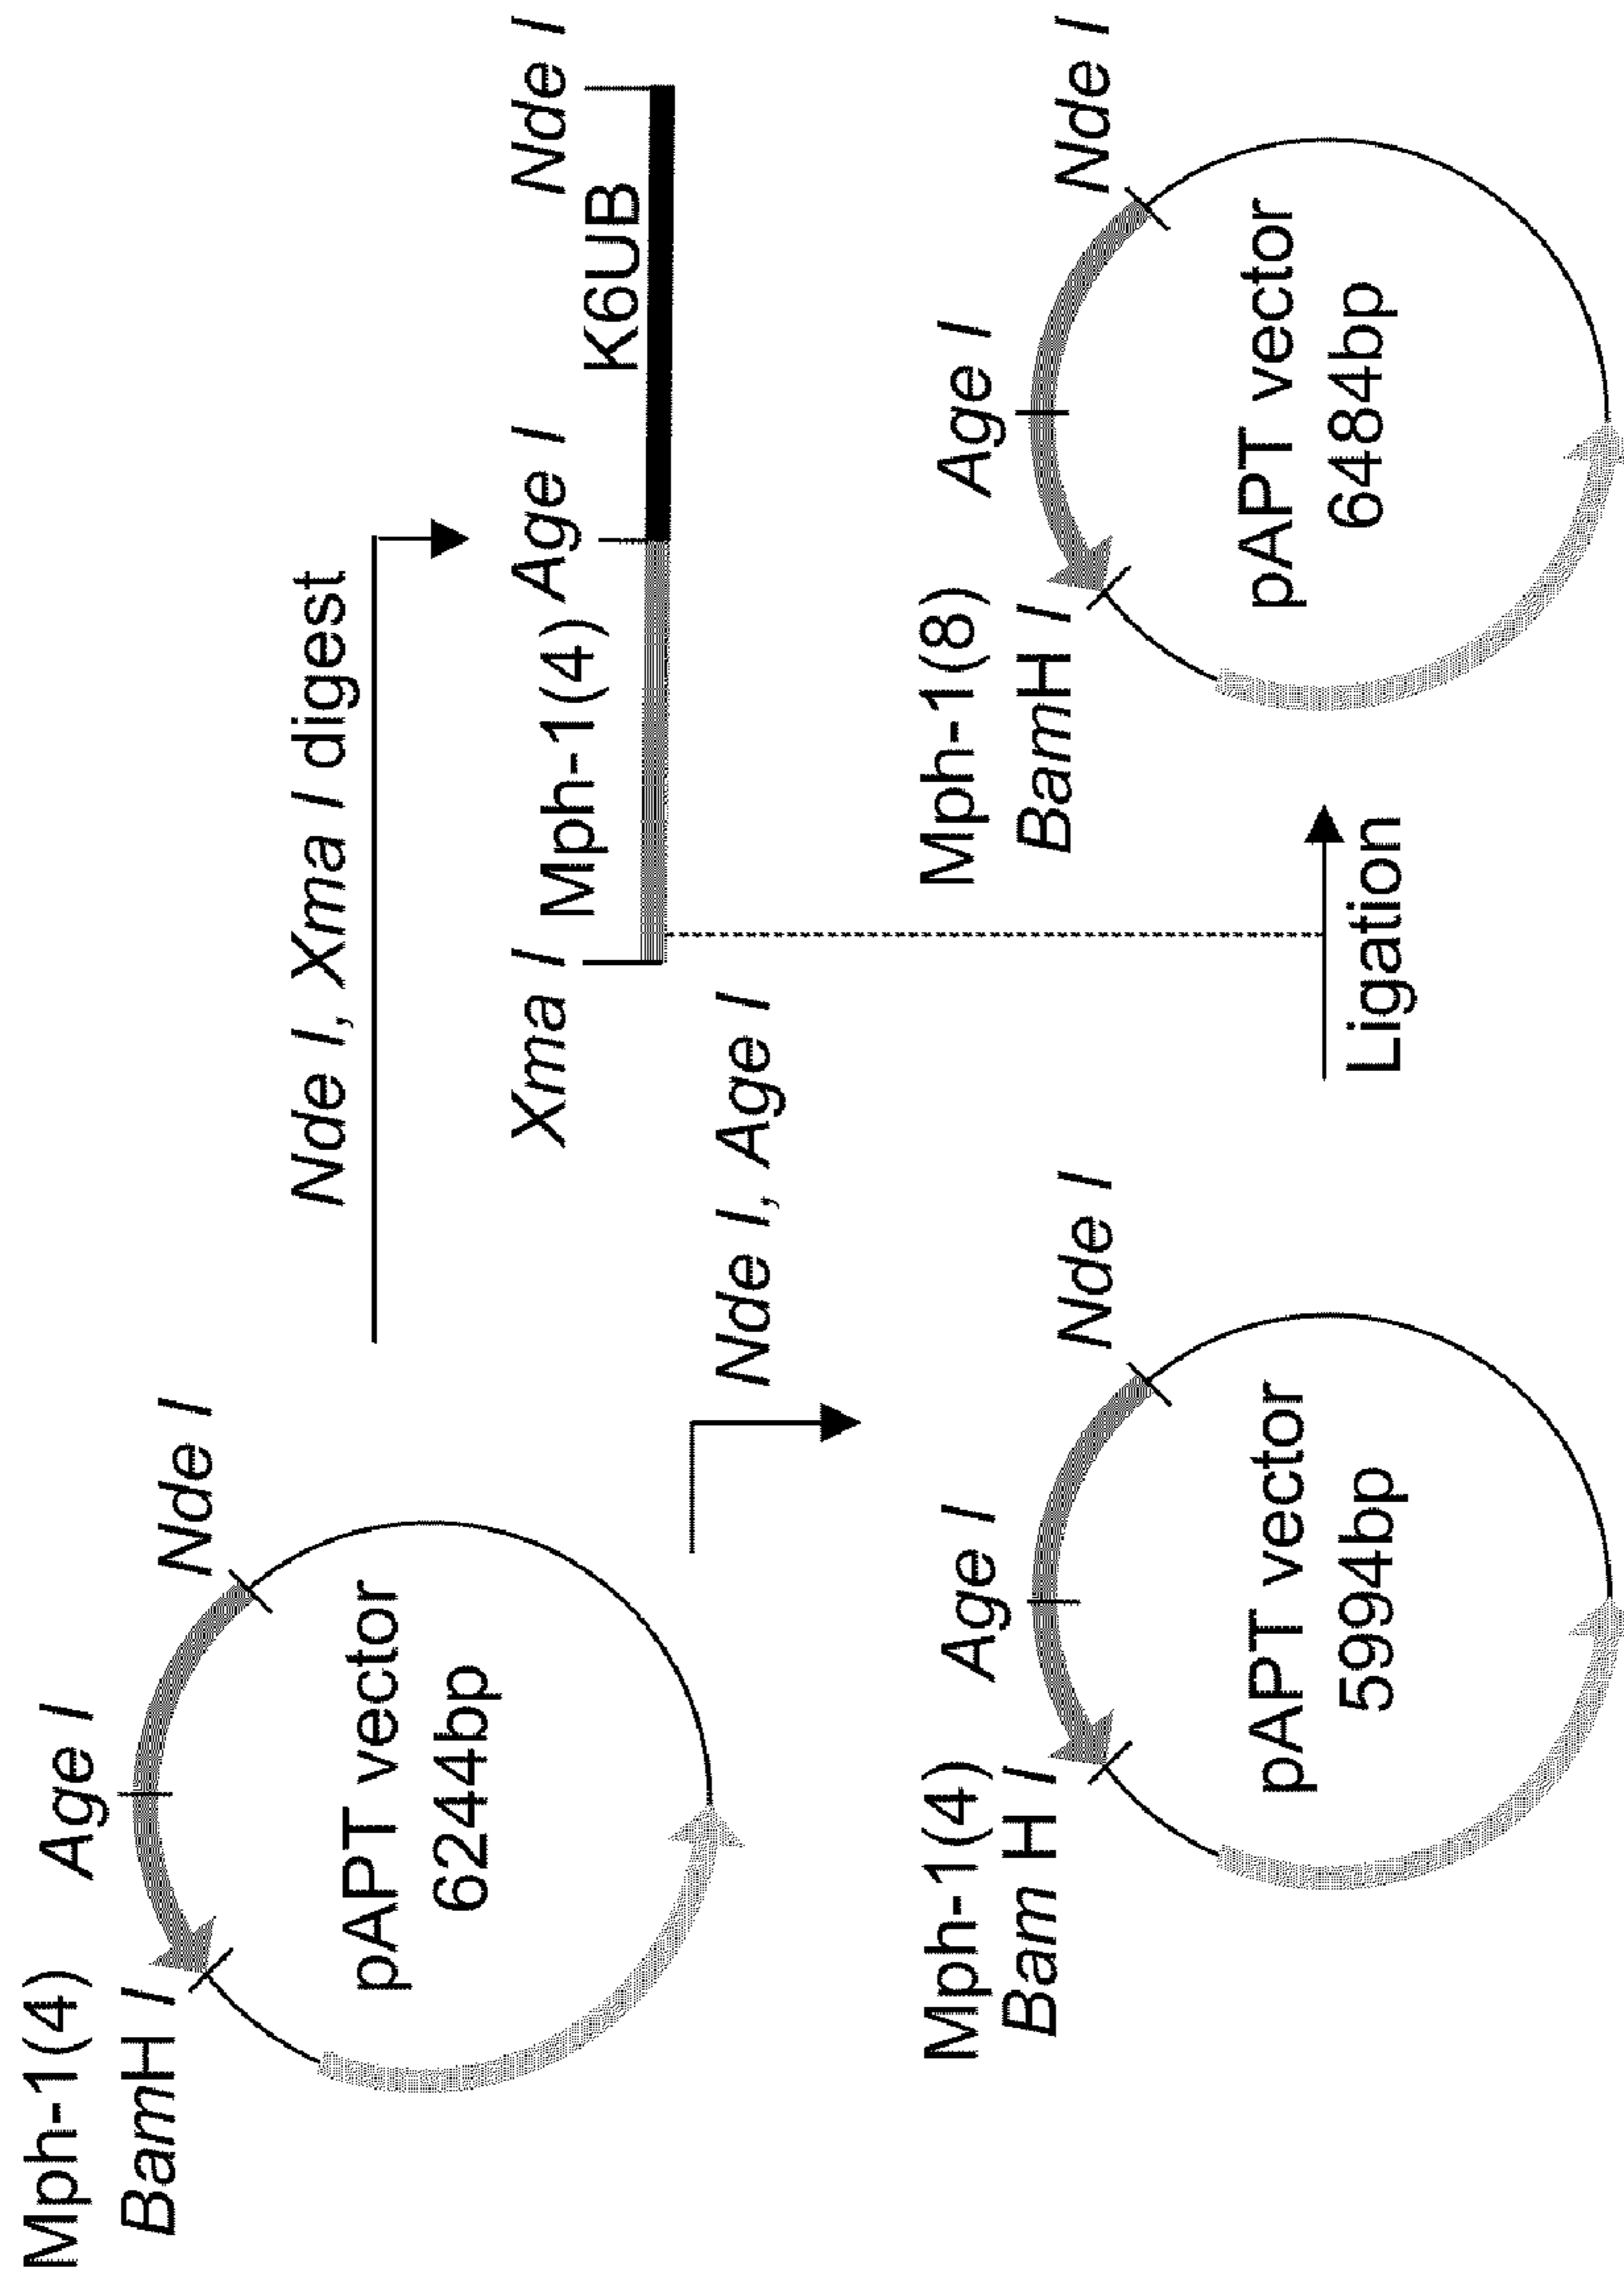 Mph-1(4)
BamH I
Age I
Nde I
pAPT vector
6244bp
Nde I, Xma I digest
Xma I
Mph-1(4)
Age I
K6UB
Nde I
Nde I, Age I
Mph-1(4)
Bam H I
Age I
Nde I
pAPT vector
5994bp
Ligation
Mph-1(8)
BamH I
Age I
Nde I
pAPT vector
6484bp